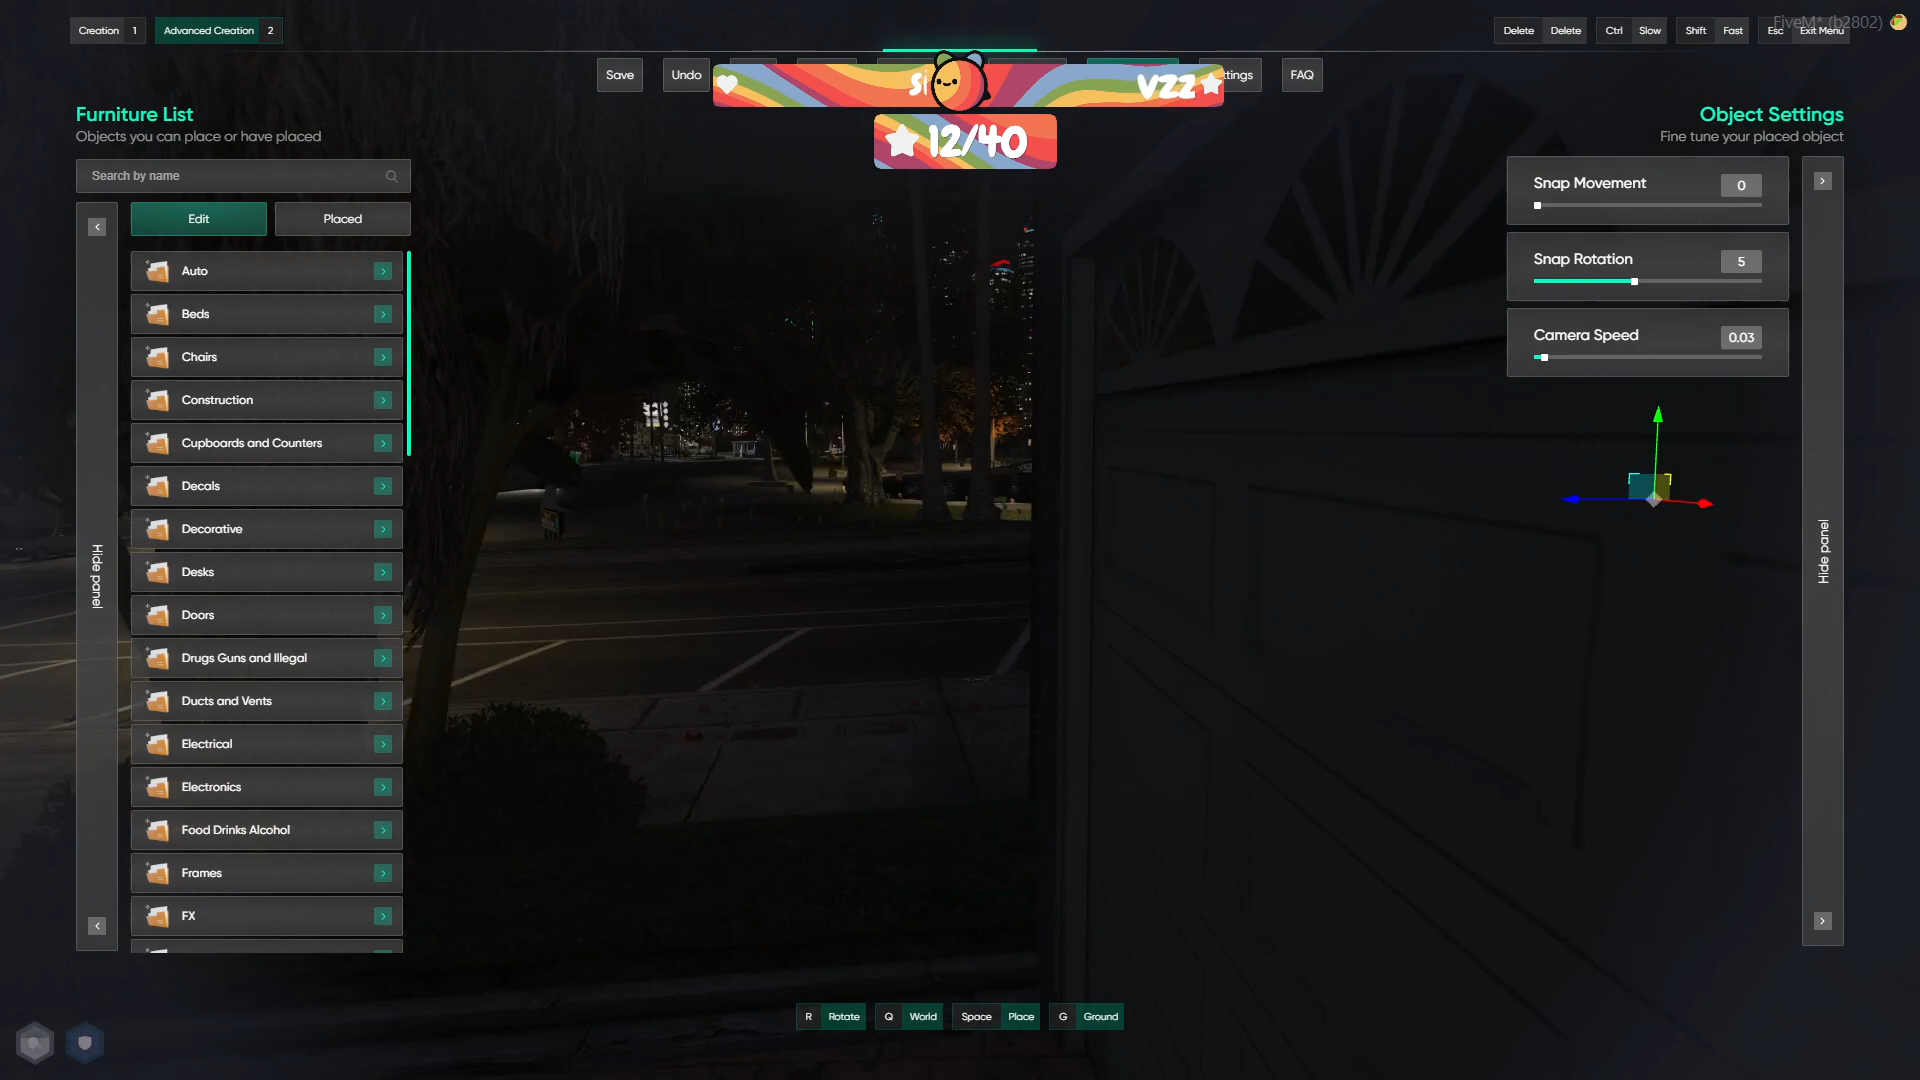 Creation 1 Advanced Creation 2
Delete Delete Ctrl Slow Shift Fast Esc Exit Menu
FiveM* (b2802)
Save Undo ttings FAQ
Si vzz
12/40
Furniture List
Objects you can place or have placed
Search by name
Edit Placed
Hide panel
Auto
Beds
Chairs
Construction
Cupboards and Counters
Decals
Decorative
Desks
Doors
Drugs Guns and Illegal
Ducts and Vents
Electrical
Electronics
Food Drinks Alcohol
Frames
FX
Object Settings
Fine tune your placed object
Snap Movement 0
Snap Rotation 5
Camera Speed 0.03
Hide panel
R Rotate Q World Space Place G Ground